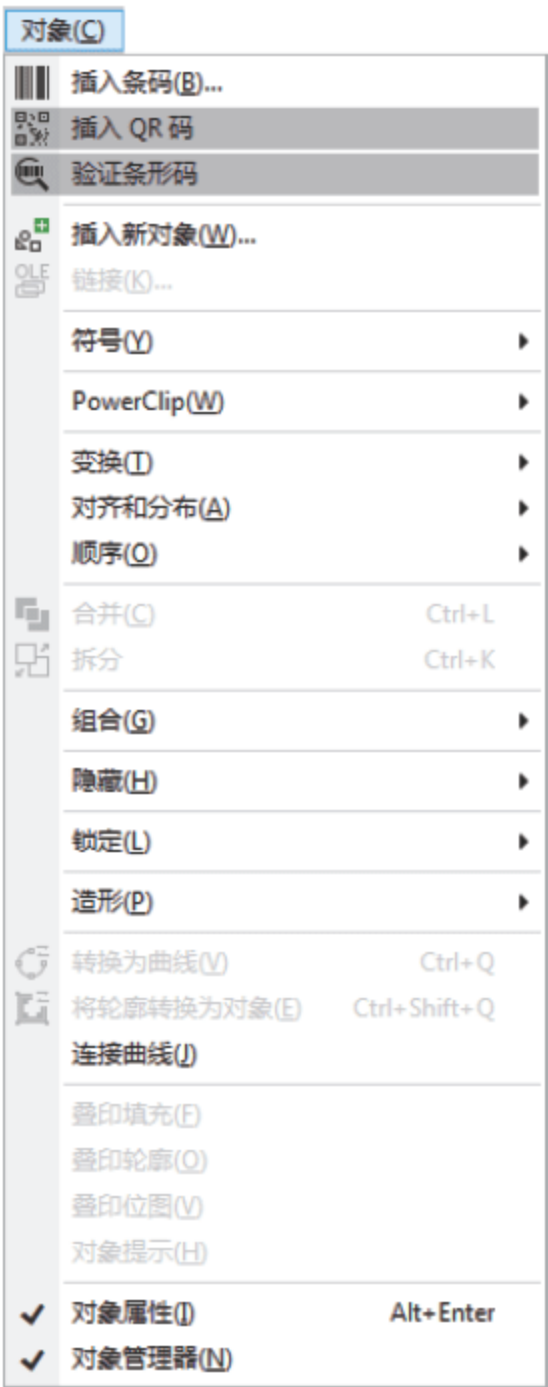 对象(C)
插入条码(B)...
插入 QR 码
验证条形码
插入新对象(W)...
OLE 链接(K)...
符号(Y)
PowerClip(W)
变换(T)
对齐和分布(A)
顺序(O)
合并(C) Ctrl+L
拆分 Ctrl+K
组合(G)
隐藏(H)
锁定(L)
造形(P)
转换为曲线(V) Ctrl+Q
将轮廓转换为对象(E) Ctrl+Shift+Q
连接曲线(J)
叠印填充(F)
叠印轮廓(O)
叠印位图(V)
对象提示(H)
对象属性(I) Alt+Enter
对象管理器(N)